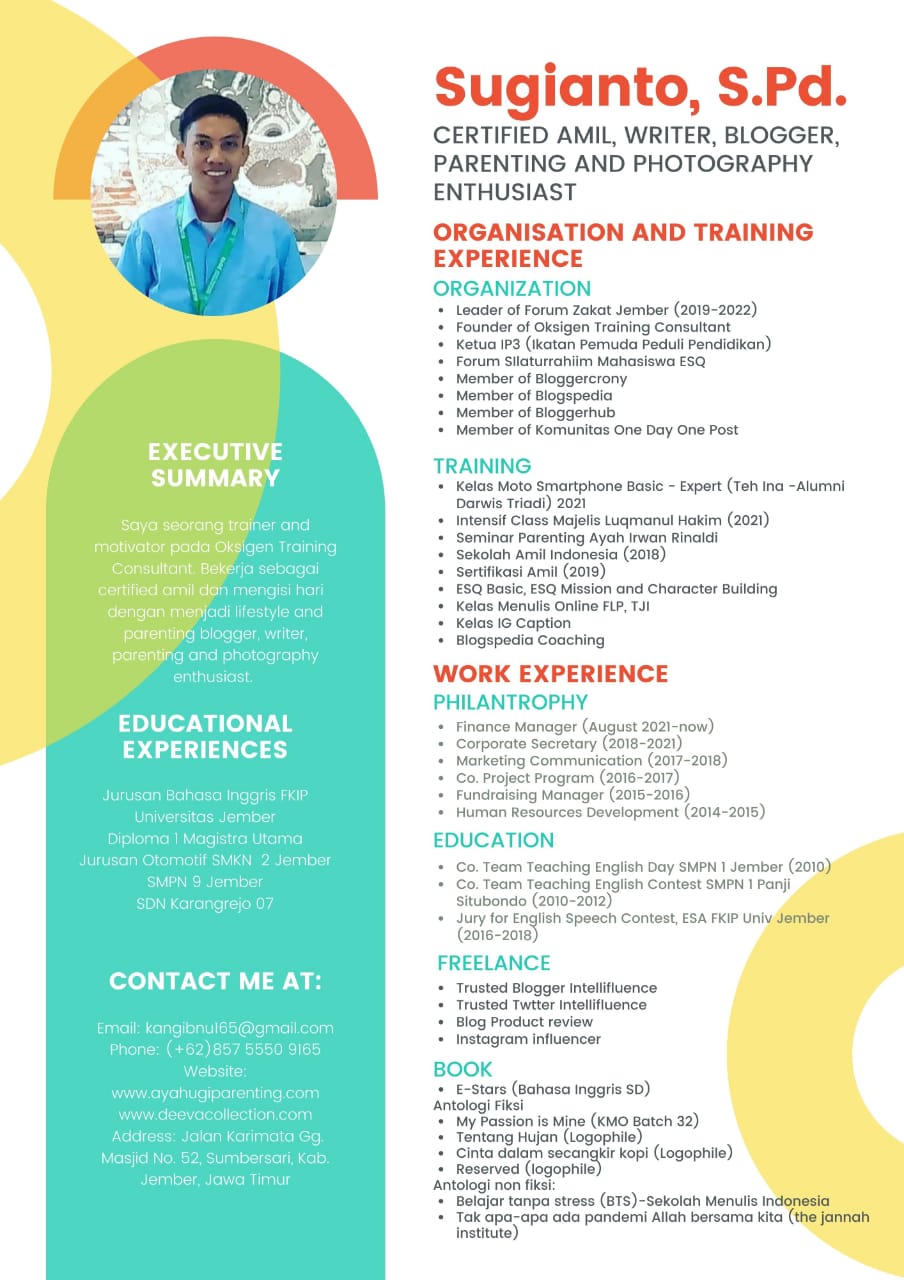 Sugianto, S.Pd.
CERTIFIED AMIL, WRITER, BLOGGER,
PARENTING AND PHOTOGRAPHY
ENTHUSIAST
EXECUTIVE
SUMMARY
Saya seorang trainer and
motivator pada Oksigen Training
Consultant. Bekerja sebagai
certified amil dan mengisi hari
dengan menjadi lifestyle and
parenting blogger, writer,
parenting and photography
enthusiast.
EDUCATIONAL
EXPERIENCES
Jurusan Bahasa Inggris FKIP
Universitas Jember
Diploma 1 Magistra Utama
Jurusan Otomotif SMKN 2 Jember
SMPN 9 Jember
SDN Karangrejo 07
CONTACT ME AT:
Email: kangibnu165@gmail.com
Phone: (+62)857 5550 9165
Website:
www.ayahugiparenting.com
www.deevacollection.com
Address: Jalan Karimata Gg.
Masjid No. 52, Sumbersari, Kab.
Jember, Jawa Timur
ORGANISATION AND TRAINING
EXPERIENCE
ORGANIZATION
• Leader of Forum Zakat Jember (2019-2022)
• Founder of Oksigen Training Consultant
• Ketua IP3 (Ikatan Pemuda Peduli Pendidikan)
• Forum SIlaturrahiim Mahasiswa ESQ
• Member of Bloggercrony
• Member of Blogspedia
• Member of Bloggerhub
• Member of Komunitas One Day One Post
TRAINING
• Kelas Moto Smartphone Basic - Expert (Teh Ina -Alumni
Darwis Triadi) 2021
• Intensif Class Majelis Luqmanul Hakim (2021)
• Seminar Parenting Ayah Irwan Rinaldi
• Sekolah Amil Indonesia (2018)
• Sertifikasi Amil (2019)
• ESQ Basic, ESQ Mission and Character Building
• Kelas Menulis Online FLP, TJI
• Kelas IG Caption
• Blogspedia Coaching
WORK EXPERIENCE
PHILANTROPHY
• Finance Manager (August 2021-now)
• Corporate Secretary (2018-2021)
• Marketing Communication (2017-2018)
• Co. Project Program (2016-2017)
• Fundraising Manager (2015-2016)
• Human Resources Development (2014-2015)
EDUCATION
• Co. Team Teaching English Day SMPN 1 Jember (2010)
• Co. Team Teaching English Contest SMPN 1 Panji
Situbondo (2010-2012)
• Jury for English Speech Contest, ESA FKIP Univ Jember
(2016-2018)
FREELANCE
• Trusted Blogger Intellifluence
• Trusted Twtter Intellifluence
• Blog Product review
• Instagram influencer
BOOK
• E-Stars (Bahasa Inggris SD)
Antologi Fiksi
• My Passion is Mine (KMO Batch 32)
• Tentang Hujan (Logophile)
• Cinta dalam secangkir kopi (Logophile)
• Reserved (logophile)
Antologi non fiksi:
• Belajar tanpa stress (BTS)-Sekolah Menulis Indonesia
• Tak apa-apa ada pandemi Allah bersama kita (the jannah
institute)